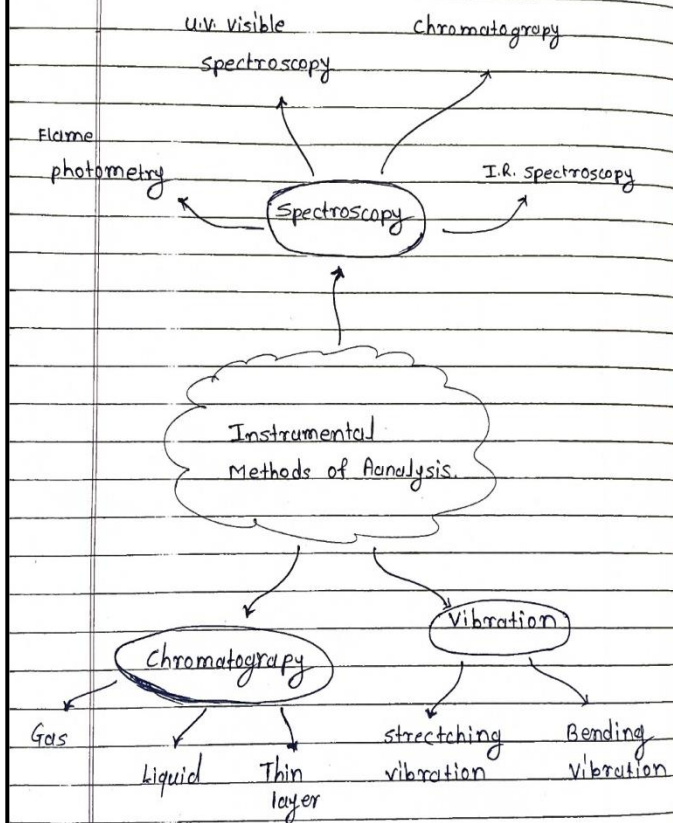 U.V. Visible
spectroscopy
Chromatograpy
Flame
photometry
I.R. Spectroscopy
Spectroscopy
Instrumental
Methods of Aanalysis.
Chromatograpy
Vibration
Gas
Liquid
Thin
layer
strectching
vibration
Bending
vibration